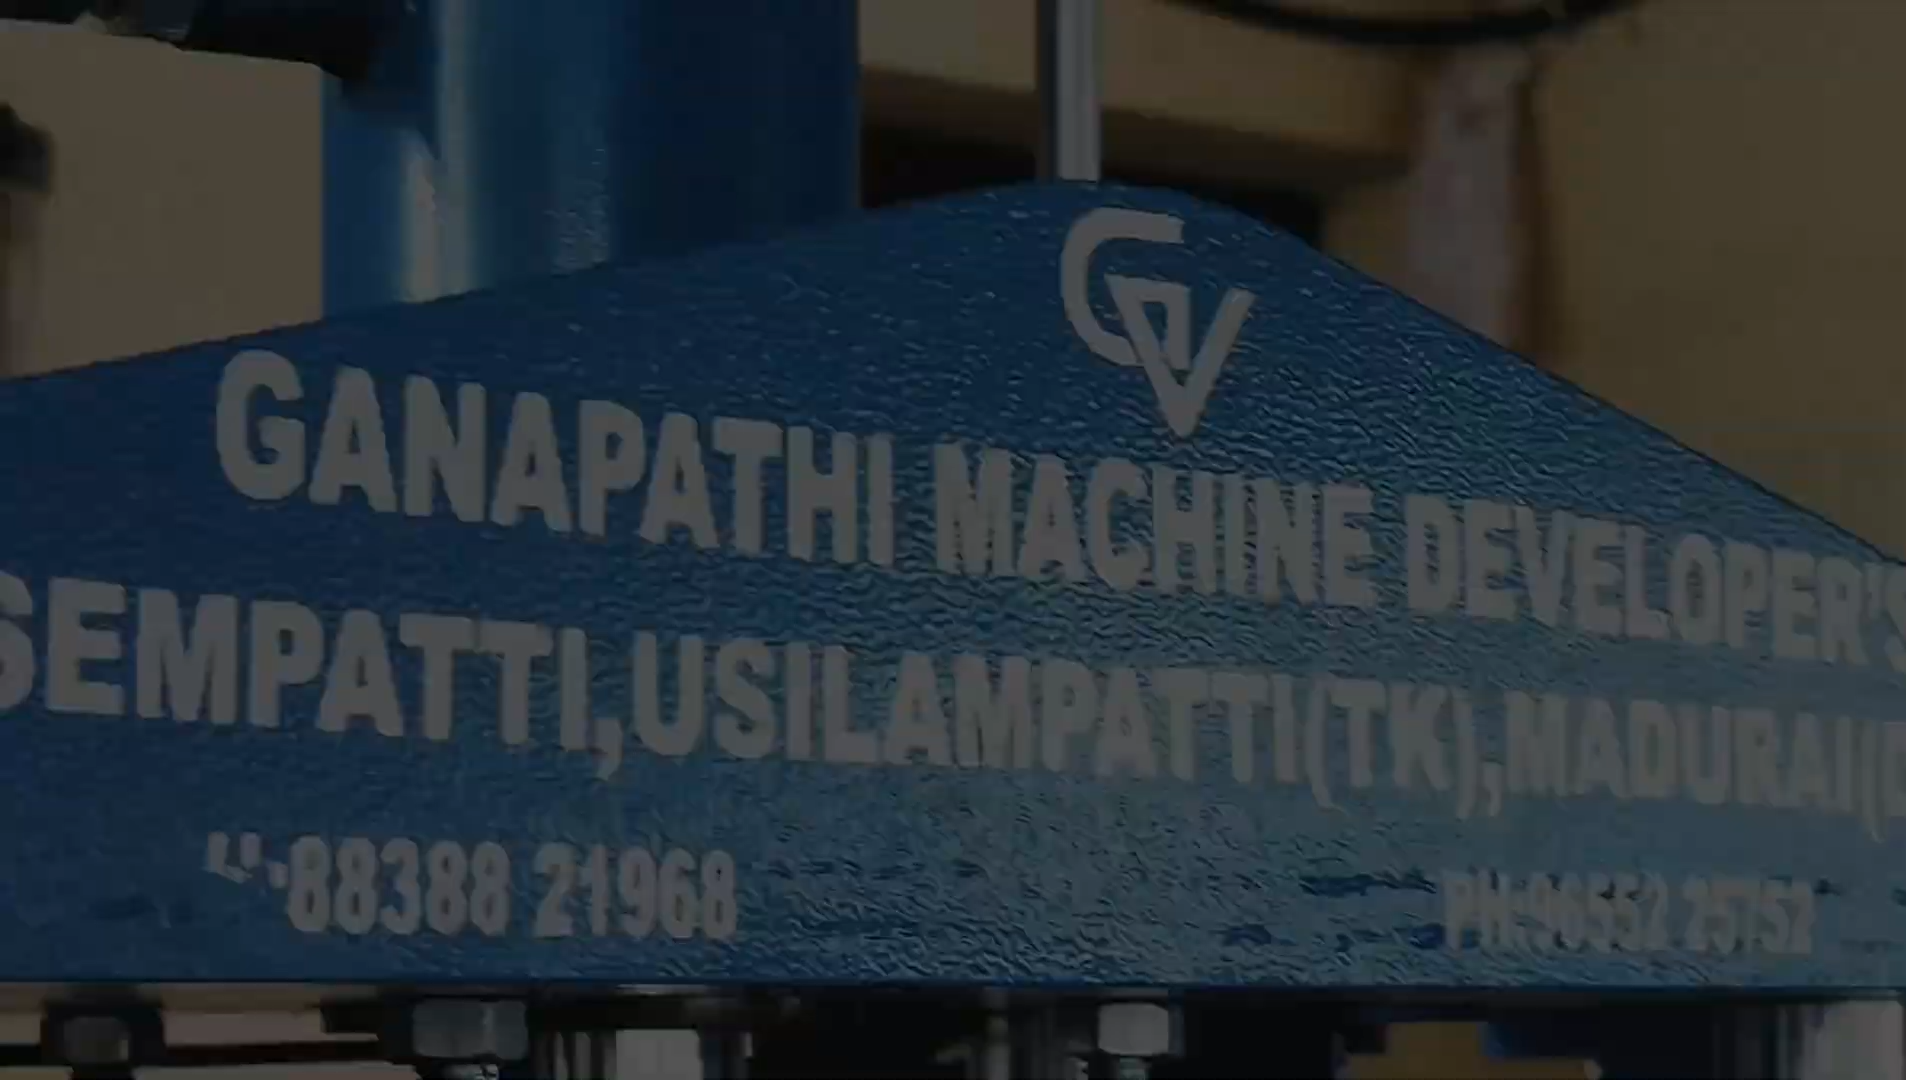 GV
GANAPATHI MACHINE DEVELOPER'S
SEMPATTI,USILAMPATTI(TK),MADURAI(
88388 21968
PH:96552 25752